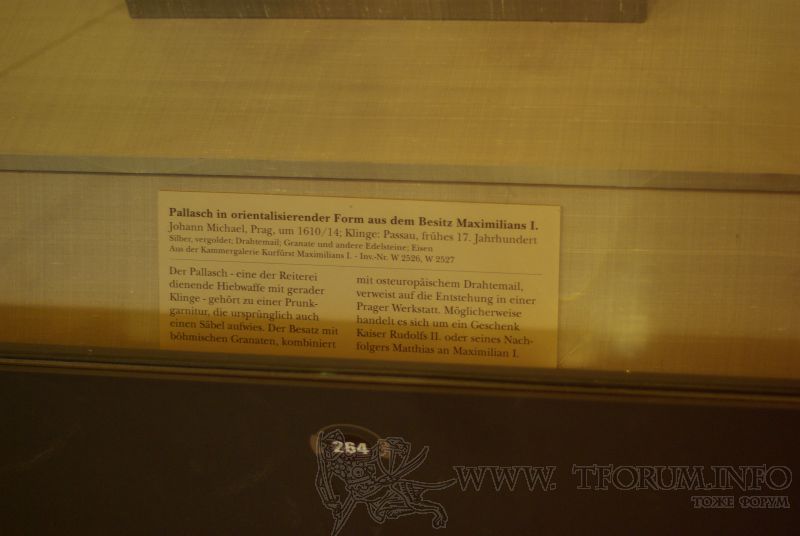 Pallasch in orientalisierender Form aus dem Besitz Maximilians I.
Johann Michael, Prag, um 1610/14; Klinge: Passau, frühes 17. Jahrhundert
Silber, vergoldet; Drahtemail; Granate und andere Edelsteine; Eisen
Aus der Kammergalerie Kurfürst Maximilians I. - Inv.-Nr. W 2526, W 2527
Der Pallasch - eine der Reiterei
dienende Hiebwaffe mit gerader
Klinge - gehört zu einer Prunk-
garnitur, die ursprünglich auch
einen Säbel aufwies. Der Besatz mit
böhmischen Granaten, kombiniert
mit osteuropäischem Drahtemail,
verweist auf die Entstehung in einer
Prager Werkstatt. Möglicherweise
handelt es sich um ein Geschenk
Kaiser Rudolfs II. oder seines Nach-
folgers Matthias an Maximilian I.
264
WWW. TFORUM.INFO
ТОЖЕ ФОРУМ